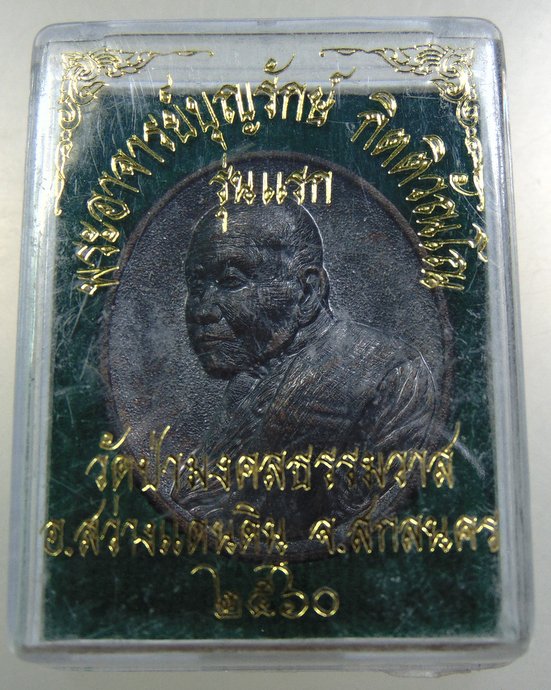 พระอาจารย์บุญรักษ์ กิตติวณฺโณ
รุ่นแรก
วัดป่ามงคลธรรมวาส
อ.สว่างแดนดิน จ.สกลนคร
๒๕๖๐